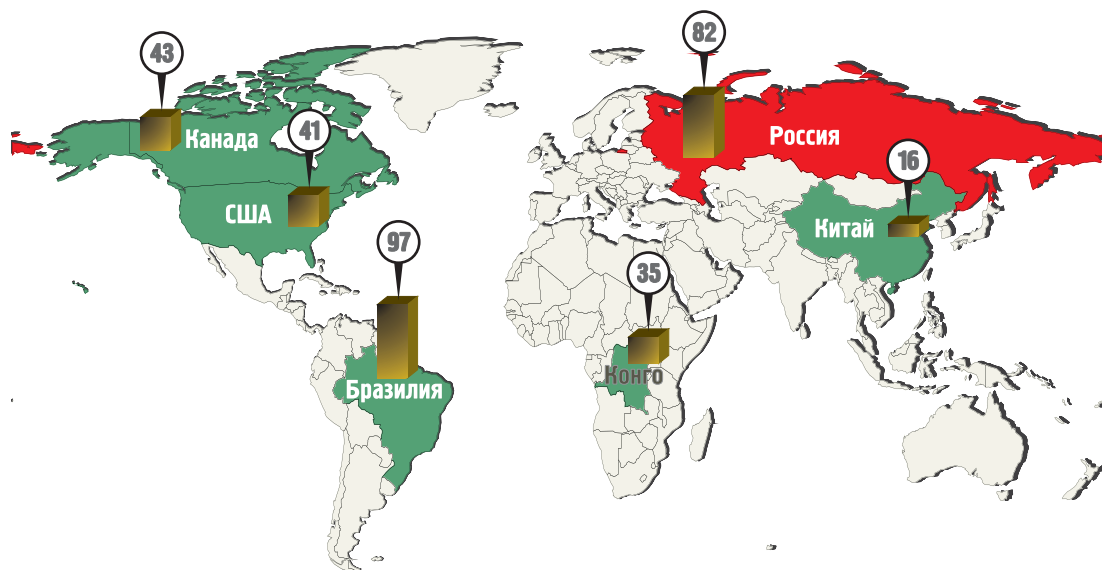 43
82
Канада
41
Россия
16
США
Китай
97
35
Конго
Бразилия